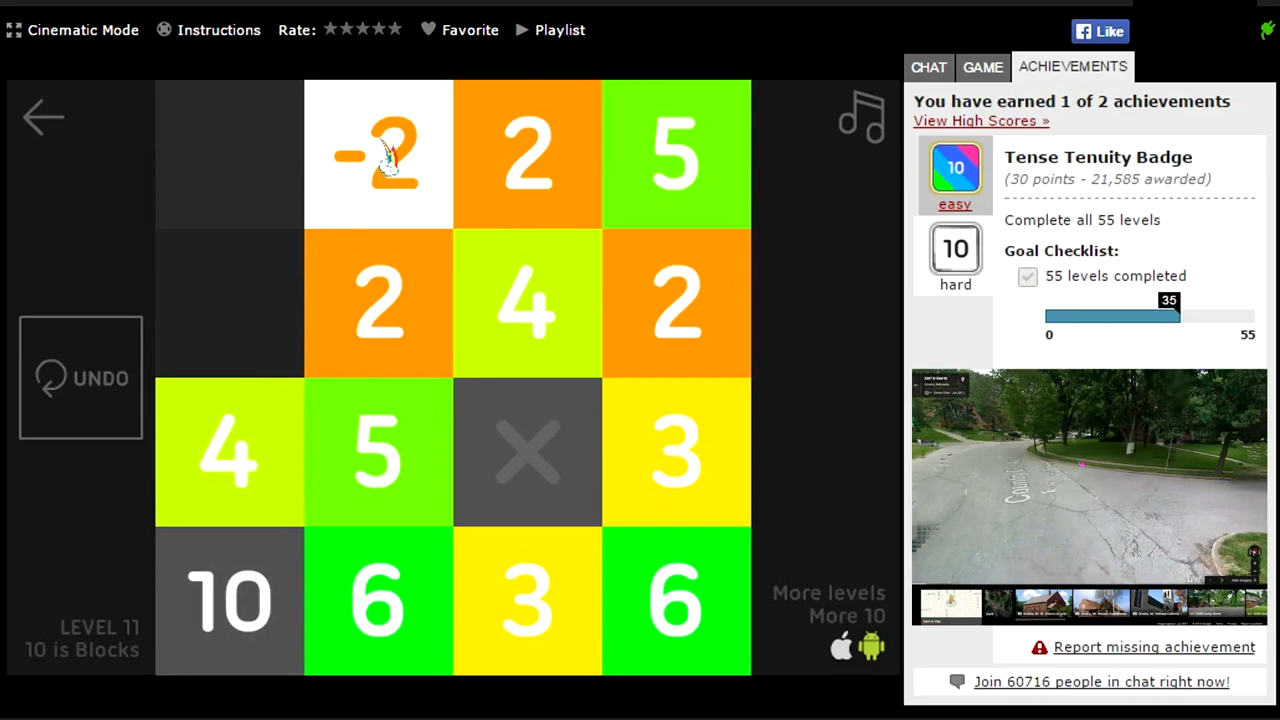 Cinematic Mode Instructions Rate: Favorite Playlist
Like
CHAT GAME ACHIEVEMENTS
-2 2 5
2 4 2
UNDO
4 5 × 3
10 6 3 6
LEVEL 11
10 is Blocks
More levels
More 10
You have earned 1 of 2 achievements
View High Scores »
10
easy
10
hard
Tense Tenuity Badge
(30 points - 21,585 awarded)
Complete all 55 levels
Goal Checklist:
55 levels completed
35
0 55
Report missing achievement
Join 60716 people in chat right now!